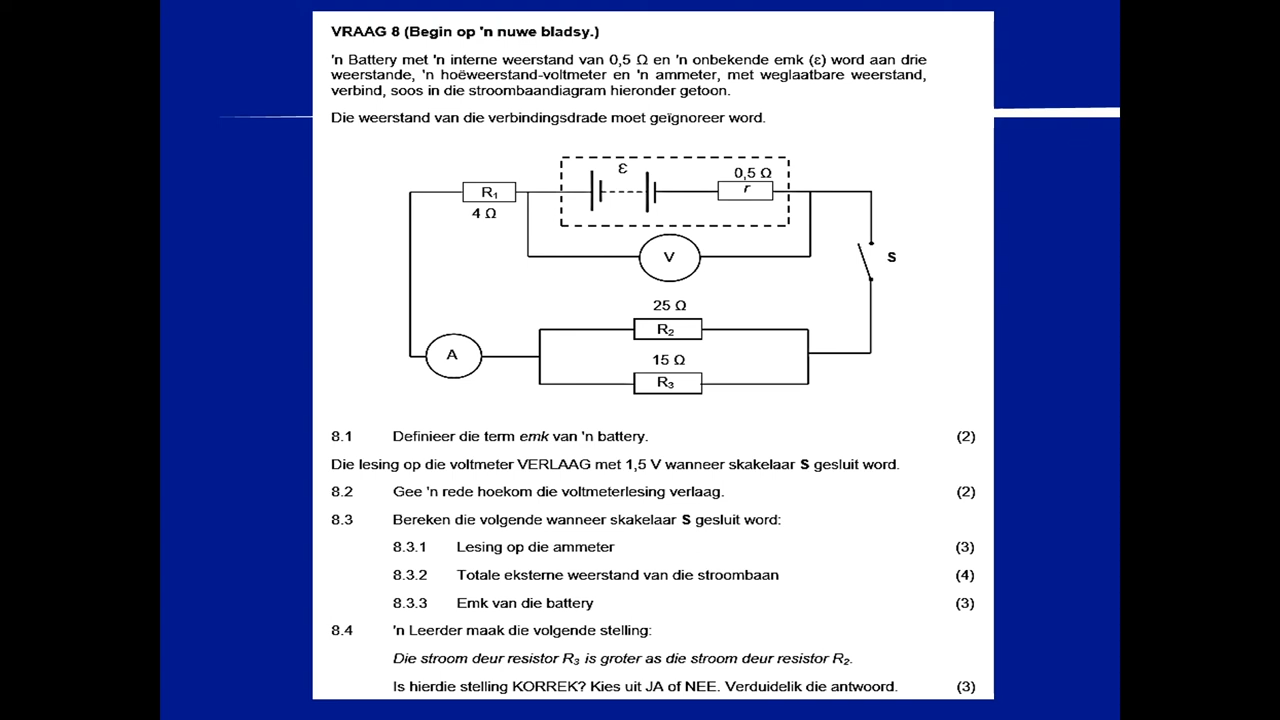 VRAAG 8 (Begin op 'n nuwe bladsy.)
'n Battery met 'n interne weerstand van 0,5 Ω en 'n onbekende emk (ε) word aan drie
weerstande, 'n hoëweerstand-voltmeter en 'n ammeter, met weglaatbare weerstand,
verbind, soos in die stroombaandiagram hieronder getoon.
Die weerstand van die verbindingsdrade moet geïgnoreer word.
ε
0,5 Ω
r
R₁
4 Ω
V
S
25 Ω
R₂
A
15 Ω
R₃
8.1 Definieer die term emk van 'n battery. (2)
Die lesing op die voltmeter VERLAAG met 1,5 V wanneer skakelaar S gesluit word.
8.2 Gee 'n rede hoekom die voltmeterlesing verlaag. (2)
8.3 Bereken die volgende wanneer skakelaar S gesluit word:
8.3.1 Lesing op die ammeter (3)
8.3.2 Totale eksterne weerstand van die stroombaan (4)
8.3.3 Emk van die battery (3)
8.4 'n Leerder maak die volgende stelling:
Die stroom deur resistor R₃ is groter as die stroom deur resistor R₂.
Is hierdie stelling KORREK? Kies uit JA of NEE. Verduidelik die antwoord. (3)